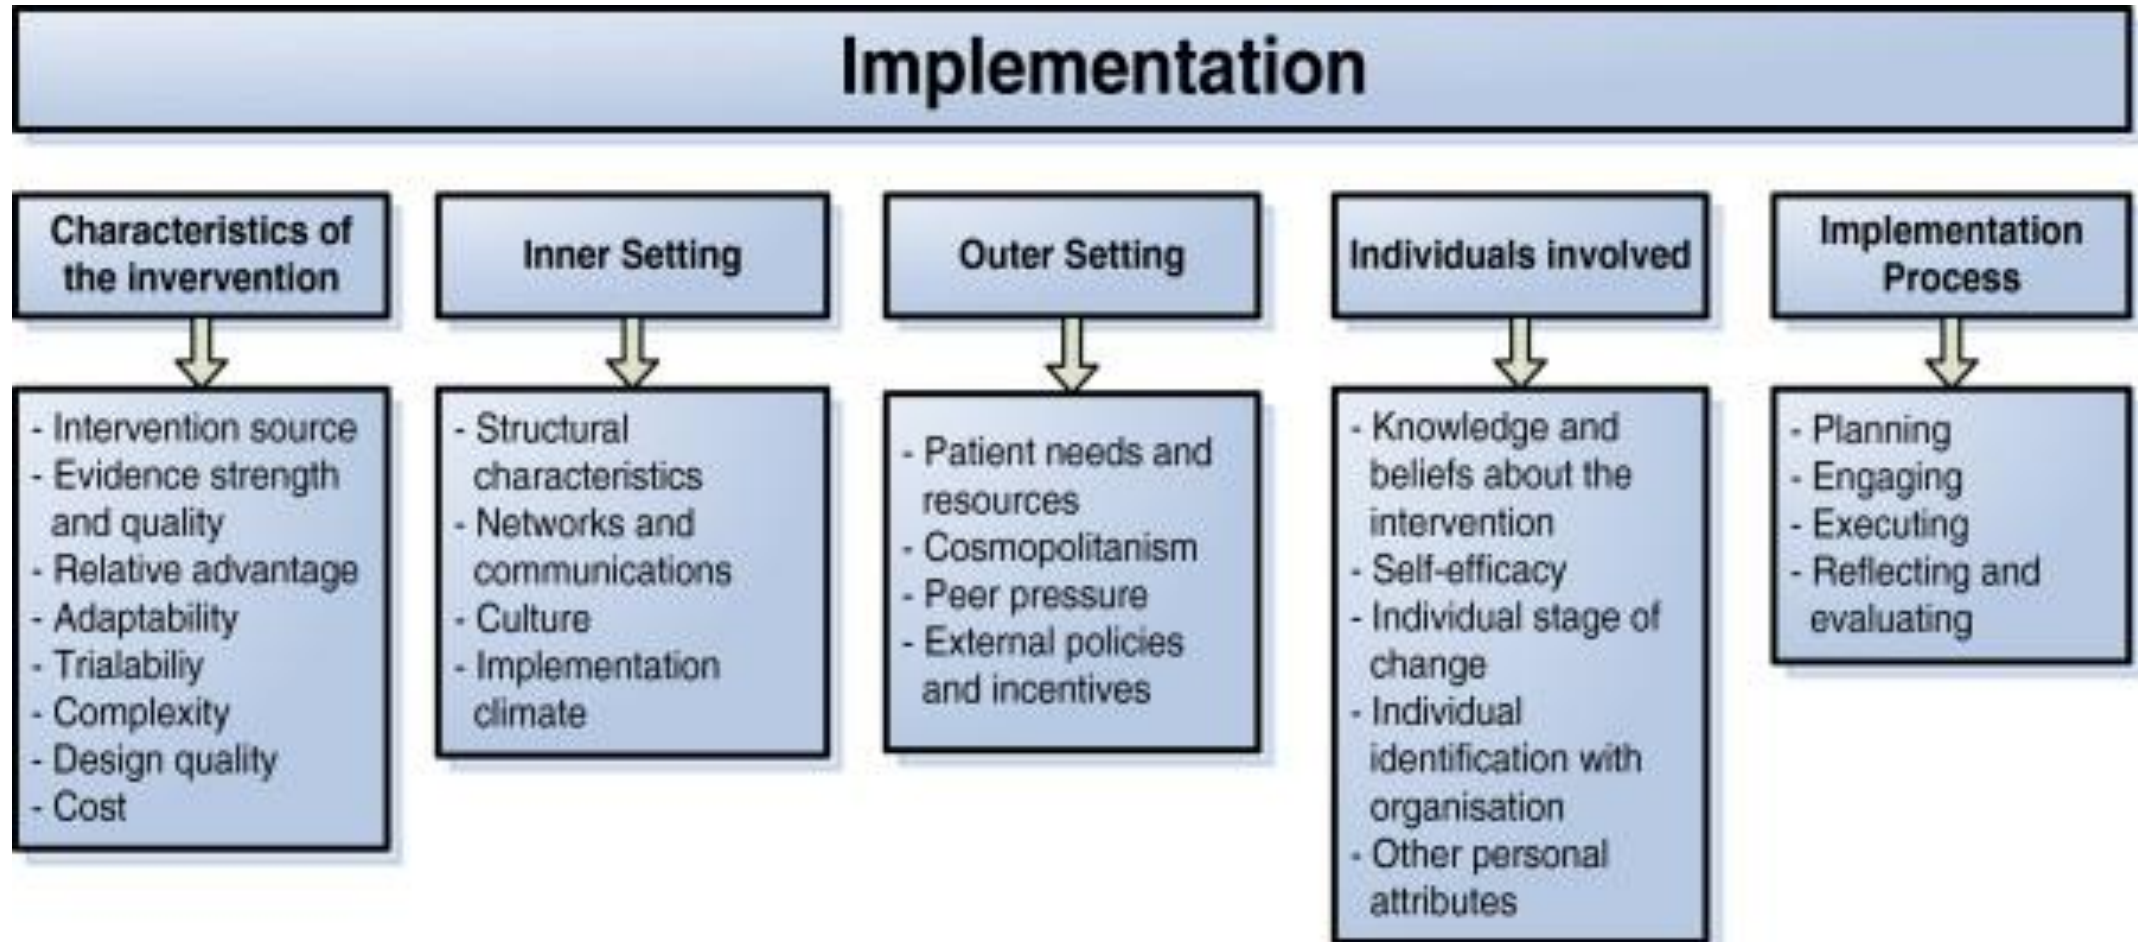 Implementation
Characteristics of
the invervention
- Intervention source
- Evidence strength
and quality
- Relative advantage
- Adaptability
- Trialabiliy
- Complexity
- Design quality
- Cost
Inner Setting
- Structural
characteristics
- Networks and
communications
- Culture
- Implementation
climate
Outer Setting
- Patient needs and
resources
- Cosmopolitanism
- Peer pressure
- External policies
and incentives
Individuals involved
- Knowledge and
beliefs about the
intervention
- Self-efficacy
- Individual stage of
change
- Individual
identification with
organisation
- Other personal
attributes
Implementation
Process
- Planning
- Engaging
- Executing
- Reflecting and
evaluating